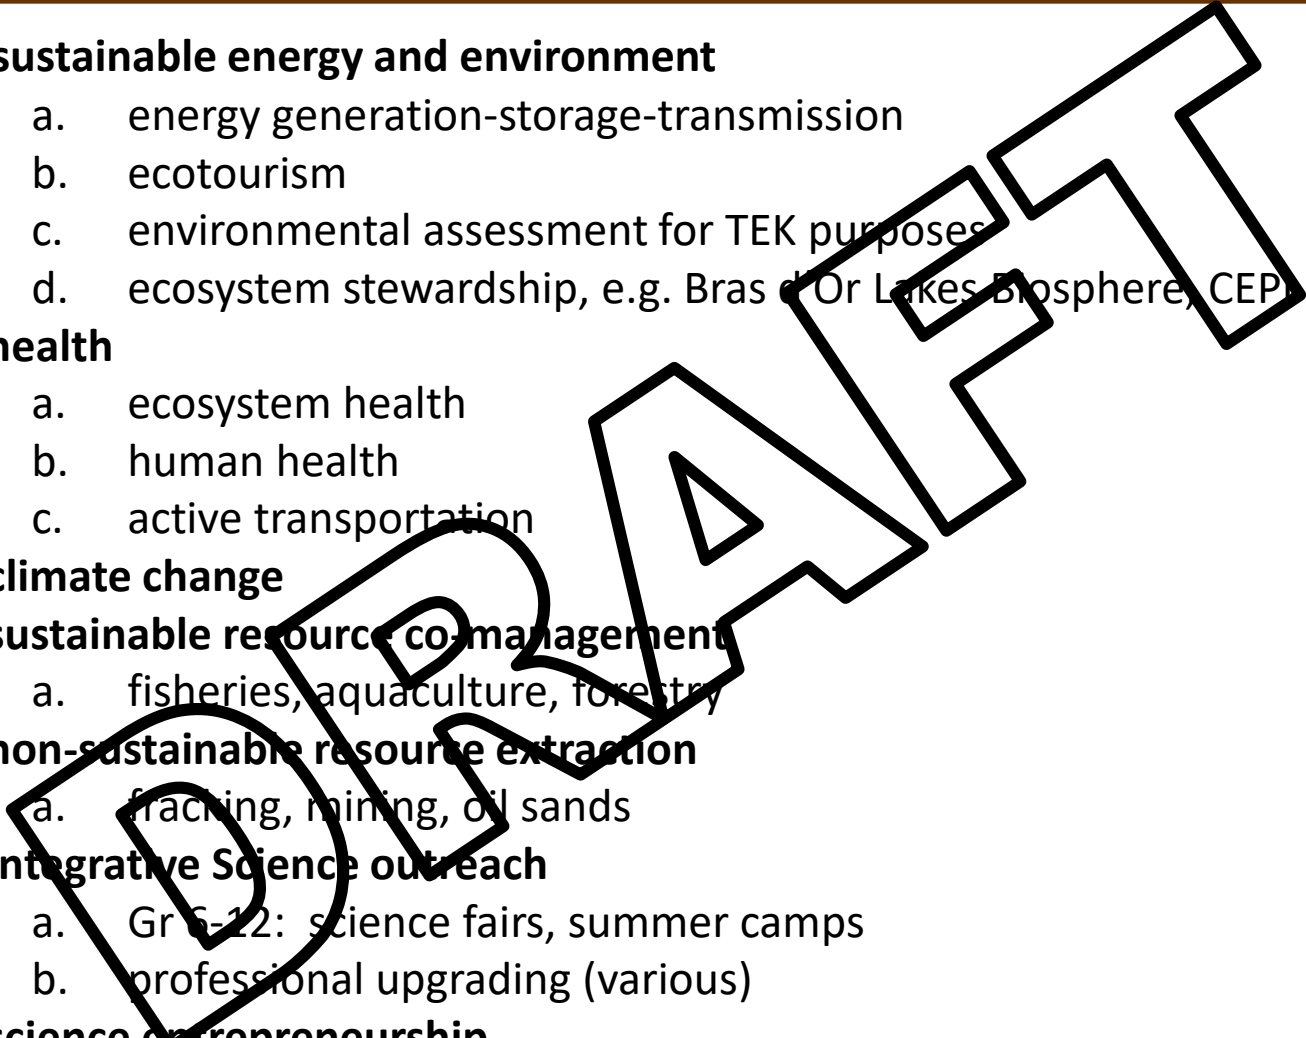 sustainable energy and environment
a. energy generation-storage-transmission
b. ecotourism
c. environmental assessment for TEK purposes
d. ecosystem stewardship, e.g. Bras d'Or Lakes Biosphere, CEPI
health
a. ecosystem health
b. human health
c. active transportation
climate change
sustainable resource co-management
a. fisheries, aquaculture, forestry
non-sustainable resource extraction
a. fracking, mining, oil sands
Integrative Science outreach
a. Gr 6-12: science fairs, summer camps
b. professional upgrading (various)
science entrepreneurship
DRAFT